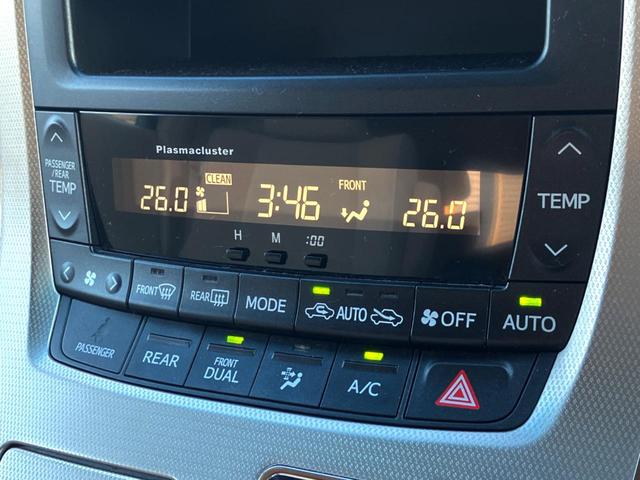 Plasmacluster
PASSENGER
/REAR
TEMP
26.0
CLEAN
3:46
FRONT
26.0
TEMP
H
M
:00
FRONT
REAR
MODE
AUTO
OFF
AUTO
PASSENGER
REAR
FRONT
DUAL
A/C